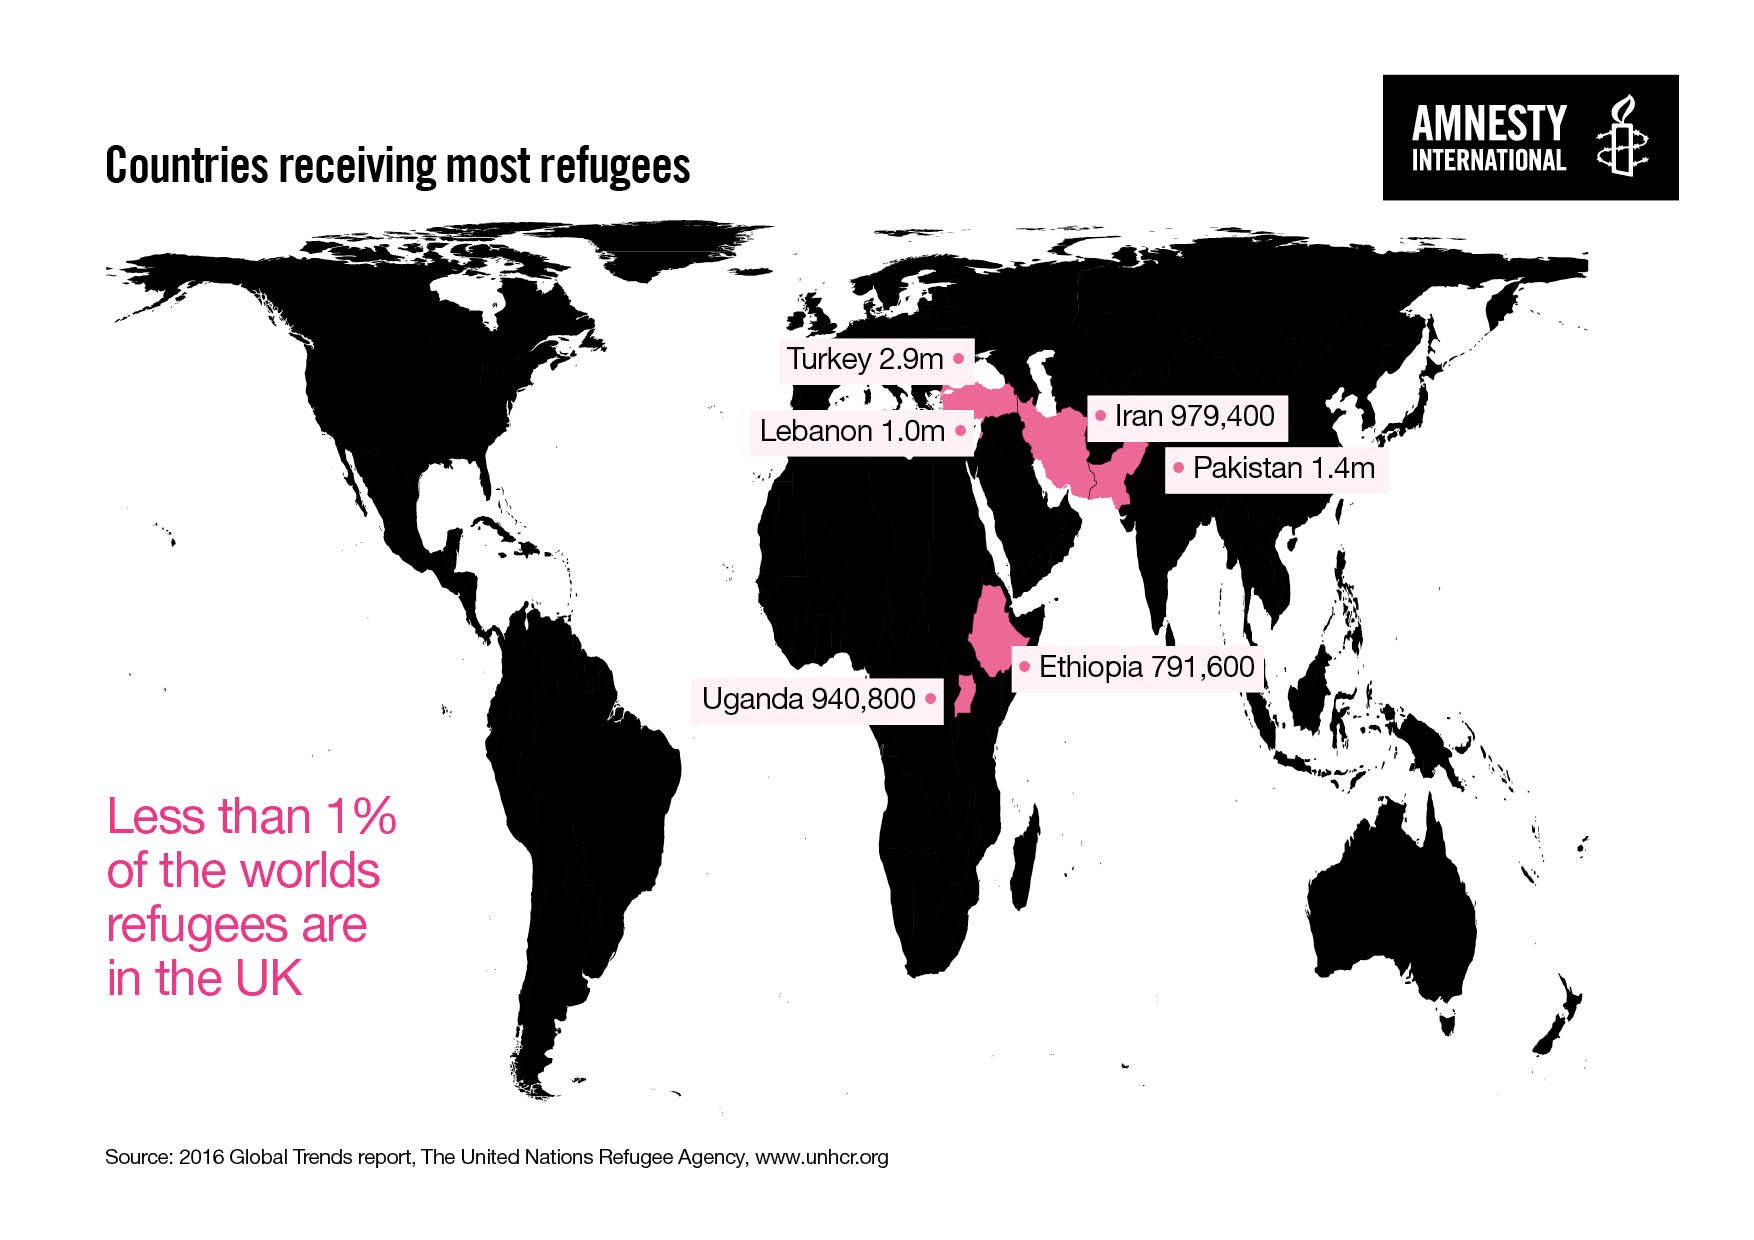 AMNESTY
INTERNATIONAL
Countries receiving most refugees
Turkey 2.9m
Lebanon 1.0m
Iran 979,400
Pakistan 1.4m
Ethiopia 791,600
Uganda 940,800
Less than 1%
of the worlds
refugees are
in the UK
Source: 2016 Global Trends report, The United Nations Refugee Agency, www.unhcr.org